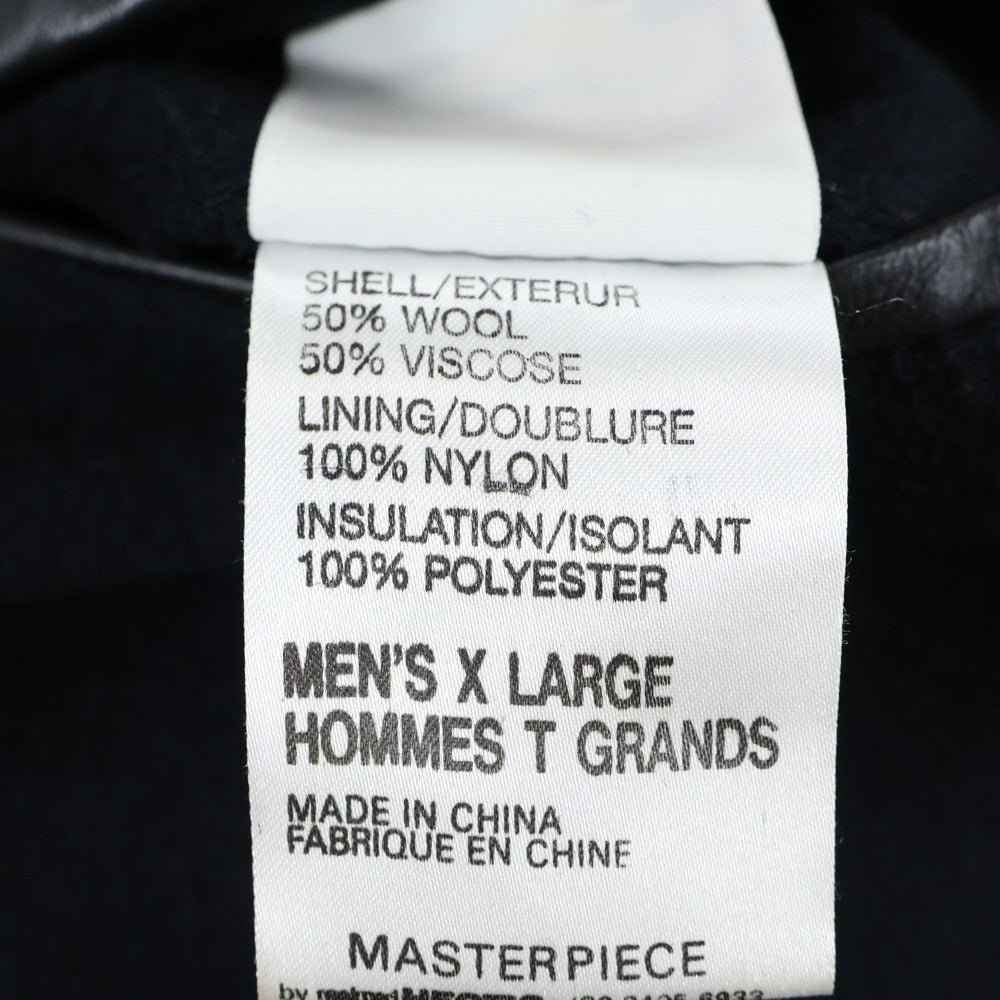 SHELL/EXTERUR
50% WOOL
50% VISCOSE
LINING/DOUBLURE
100% NYLON
INSULATION/ISOLANT
100% POLYESTER
MEN'S X LARGE
HOMMES T GRANDS
MADE IN CHINA
FABRIQUE EN CHINE
MASTERPIECE
by